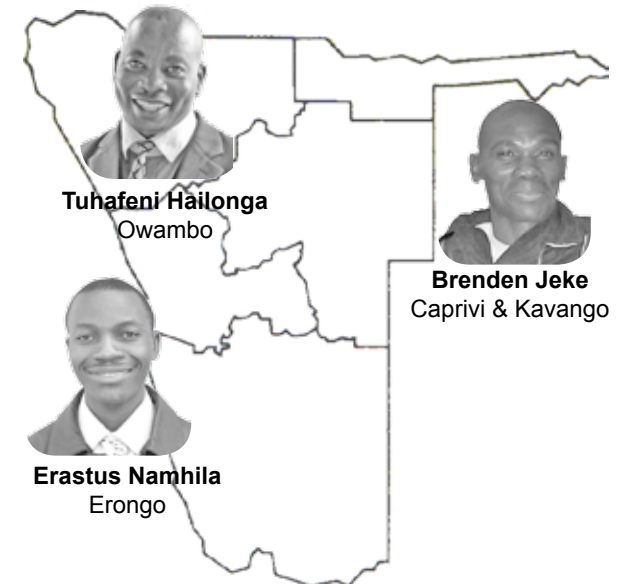 Tuhafeni Hailonga
Owambo
Brenden Jeke
Caprivi & Kavango
Erastus Namhila
Erongo